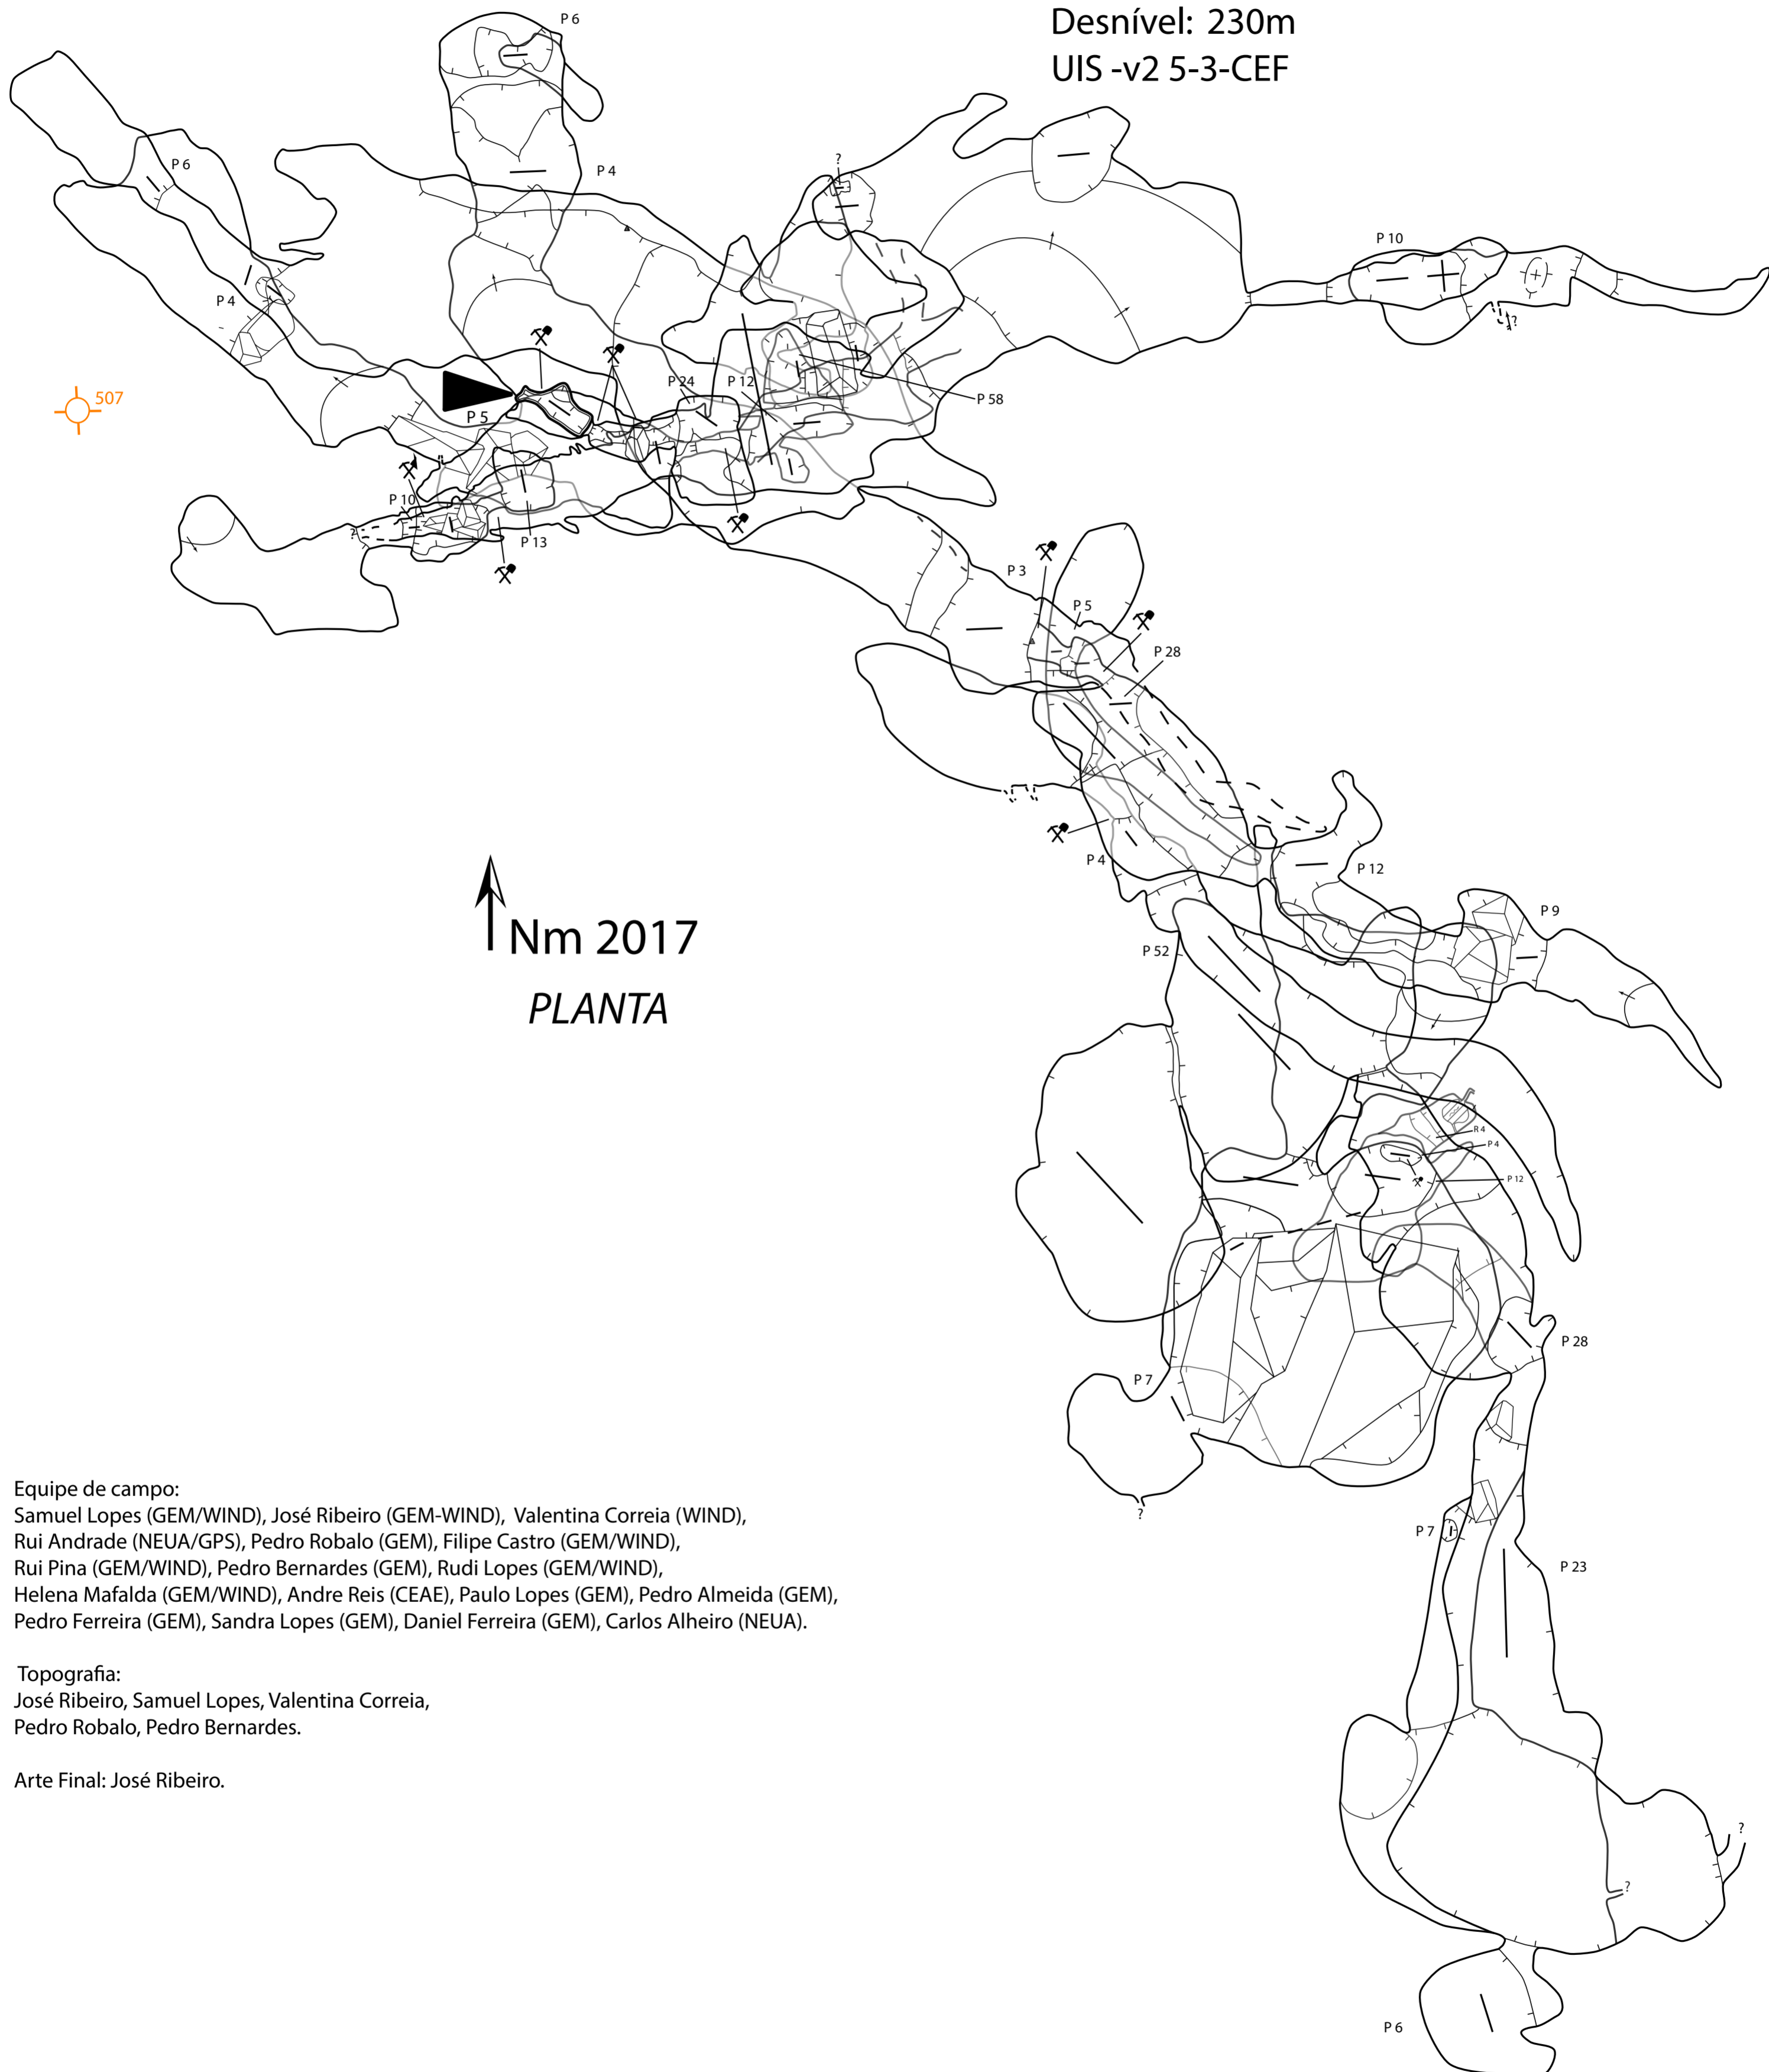 Desnível: 230m
UIS -v2 5-3-CEF
P 6
P 6
P 4
?
P 10
?
P 4
507
P 5
P 24
P 12
P 58
P 10
?
P 13
P 3
P 5
P 28
P 4
P 12
P 9
Nm 2017
P 52
PLANTA
R 4
P 4
P 12
P 28
P 7
?
P 7
P 23
Equipe de campo:
Samuel Lopes (GEM/WIND), José Ribeiro (GEM-WIND), Valentina Correia (WIND),
Rui Andrade (NEUA/GPS), Pedro Robalo (GEM), Filipe Castro (GEM/WIND),
Rui Pina (GEM/WIND), Pedro Bernardes (GEM), Rudi Lopes (GEM/WIND),
Helena Mafalda (GEM/WIND), Andre Reis (CEAE), Paulo Lopes (GEM), Pedro Almeida (GEM),
Pedro Ferreira (GEM), Sandra Lopes (GEM), Daniel Ferreira (GEM), Carlos Alheiro (NEUA).
Topografia:
José Ribeiro, Samuel Lopes, Valentina Correia,
Pedro Robalo, Pedro Bernardes.
Arte Final: José Ribeiro.
?
?
P 6